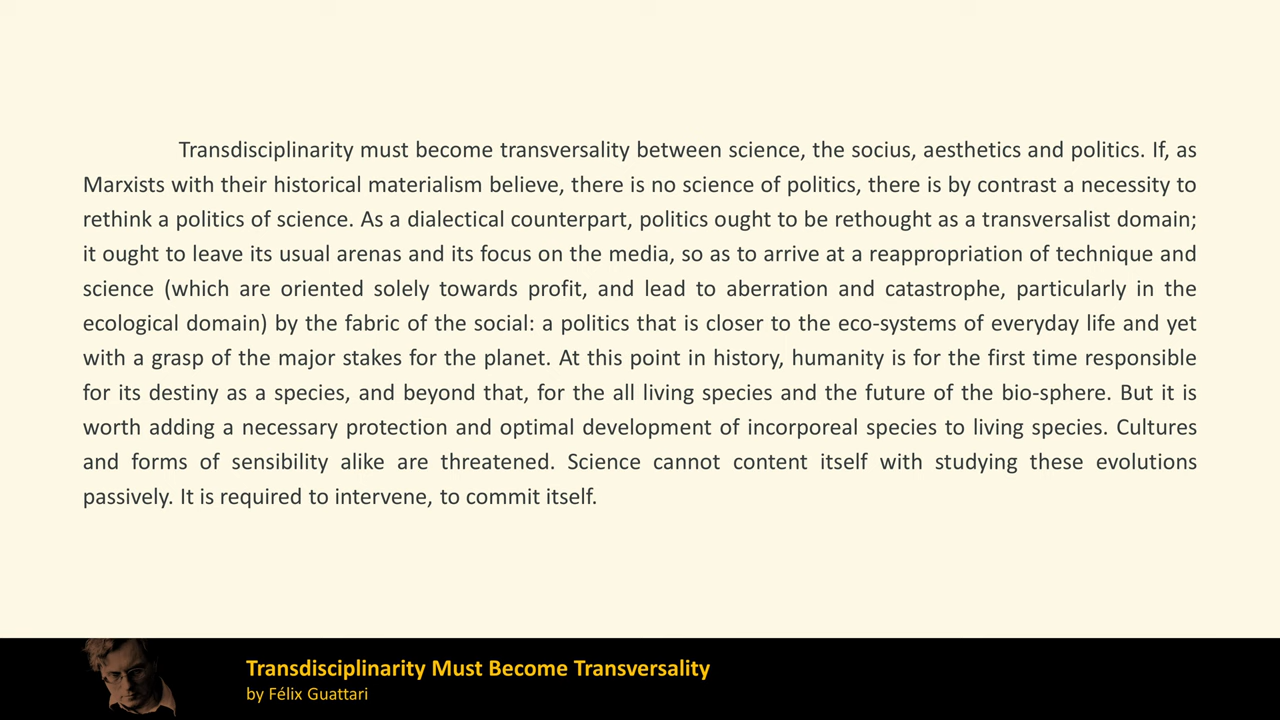 Transdisciplinarity must become transversality between science, the socius, aesthetics and politics. If, as
Marxists with their historical materialism believe, there is no science of politics, there is by contrast a necessity to
rethink a politics of science. As a dialectical counterpart, politics ought to be rethought as a transversalist domain;
it ought to leave its usual arenas and its focus on the media, so as to arrive at a reappropriation of technique and
science (which are oriented solely towards profit, and lead to aberration and catastrophe, particularly in the
ecological domain) by the fabric of the social: a politics that is closer to the eco-systems of everyday life and yet
with a grasp of the major stakes for the planet. At this point in history, humanity is for the first time responsible
for its destiny as a species, and beyond that, for the all living species and the future of the bio-sphere. But it is
worth adding a necessary protection and optimal development of incorporeal species to living species. Cultures
and forms of sensibility alike are threatened. Science cannot content itself with studying these evolutions
passively. It is required to intervene, to commit itself.
Transdisciplinarity Must Become Transversality
by Félix Guattari